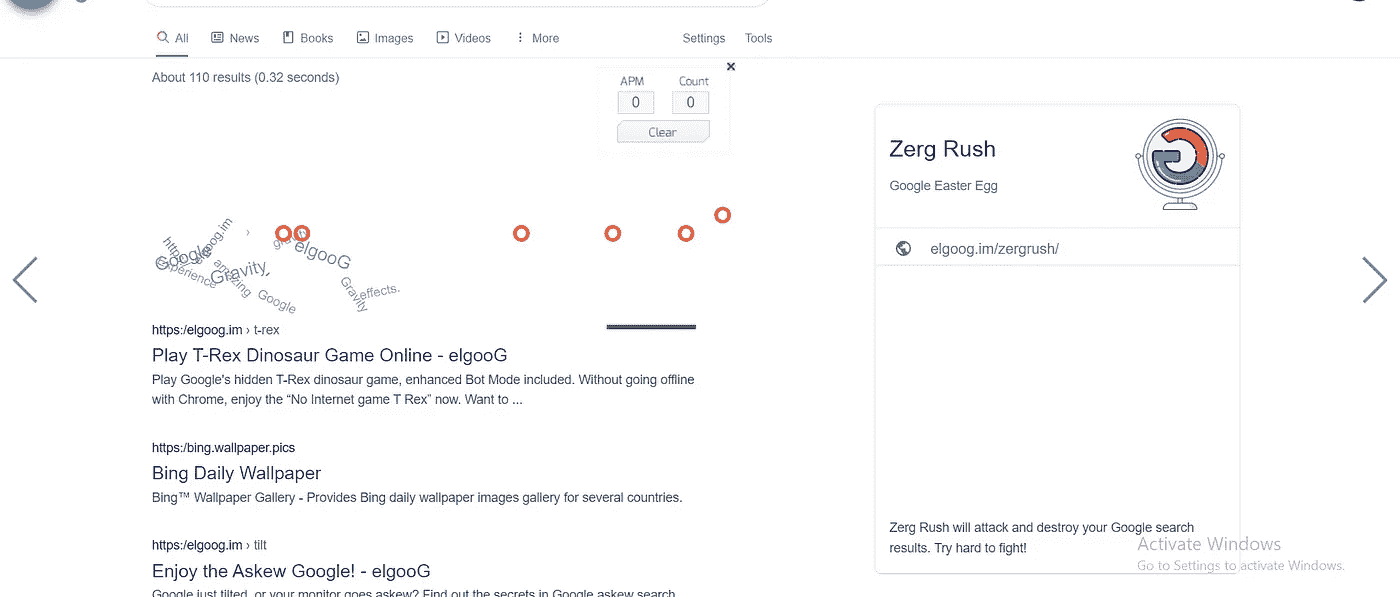 All News Books Images Videos More Settings Tools
About 110 results (0.32 seconds)
APM Count
0 0
Clear
Zerg Rush
Google Easter Egg
elgoog.im/zergrush/
https:
elgoog.im
›
gravity
Google
elgooG
Experience
amazing
Gravity,
Google
Gravity
effects.
https:/elgoog.im › t-rex
Play T-Rex Dinosaur Game Online - elgooG
Play Google's hidden T-Rex dinosaur game, enhanced Bot Mode included. Without going offline
with Chrome, enjoy the “No Internet game T Rex” now. Want to ...
https:/bing.wallpaper.pics
Bing Daily Wallpaper
Bing™ Wallpaper Gallery - Provides Bing daily wallpaper images gallery for several countries.
https:/elgoog.im › tilt
Enjoy the Askew Google! - elgooG
Google just tilted, or your monitor goes askew? Find out the secrets in Google askew search
Zerg Rush will attack and destroy your Google search
results. Try hard to fight!
Activate Windows
Go to Settings to activate Windows.